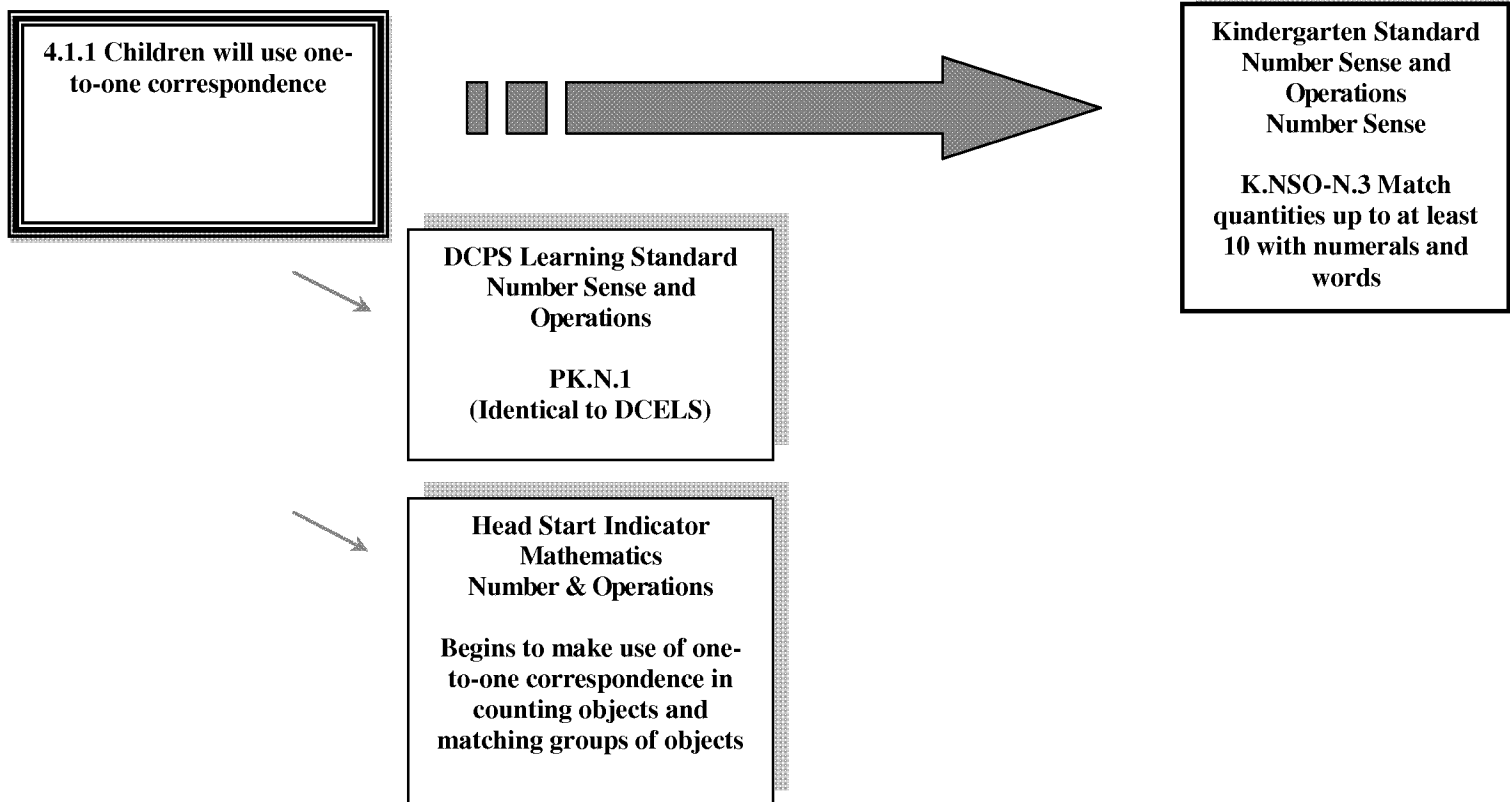 4.1.1 Children will use one-
to-one correspondence
Kindergarten Standard
Number Sense and
Operations
Number Sense
K.NSO-N.3 Match
quantities up to at least
10 with numerals and
words
DCPS Learning Standard
Number Sense and
Operations
PK.N.1
(Identical to DCELS)
Head Start Indicator
Mathematics
Number & Operations
Begins to make use of one-
to-one correspondence in
counting objects and
matching groups of objects